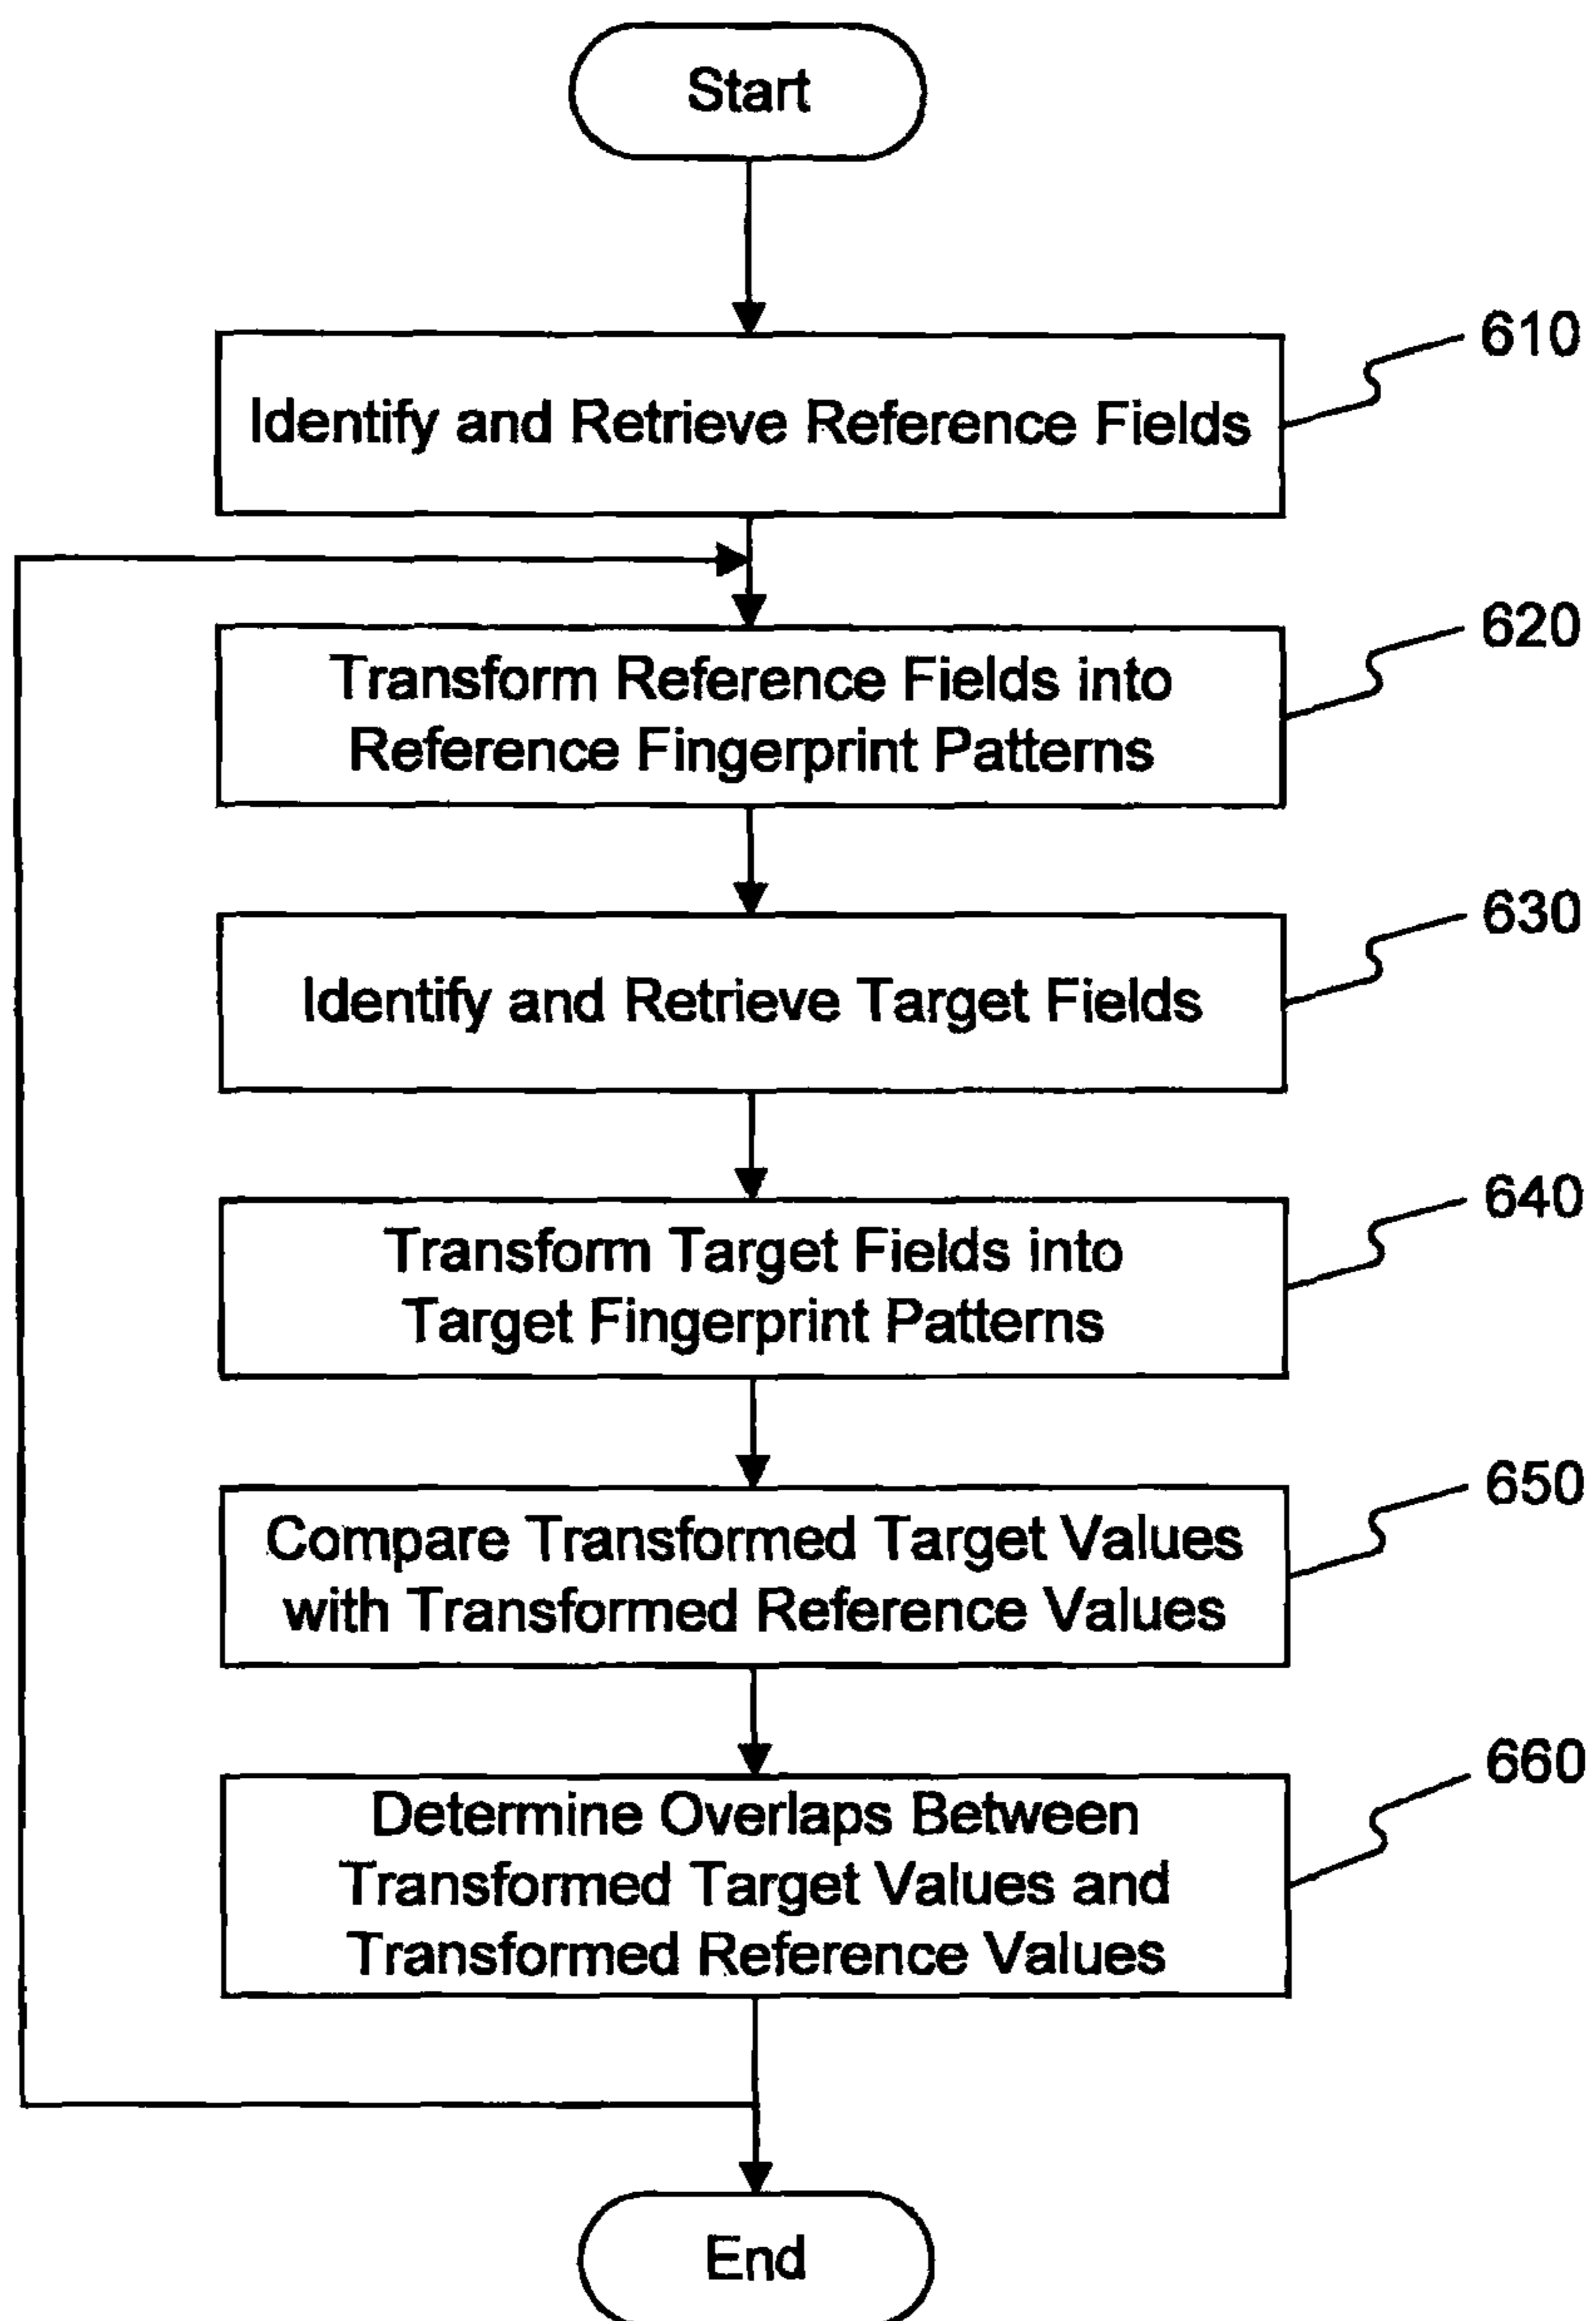 Start
610
Identify and Retrieve Reference Fields
620
Transform Reference Fields into
Reference Fingerprint Patterns
630
Identify and Retrieve Target Fields
640
Transform Target Fields into
Target Fingerprint Patterns
650
Compare Transformed Target Values
with Transformed Reference Values
660
Determine Overlaps Between
Transformed Target Values and
Transformed Reference Values
End